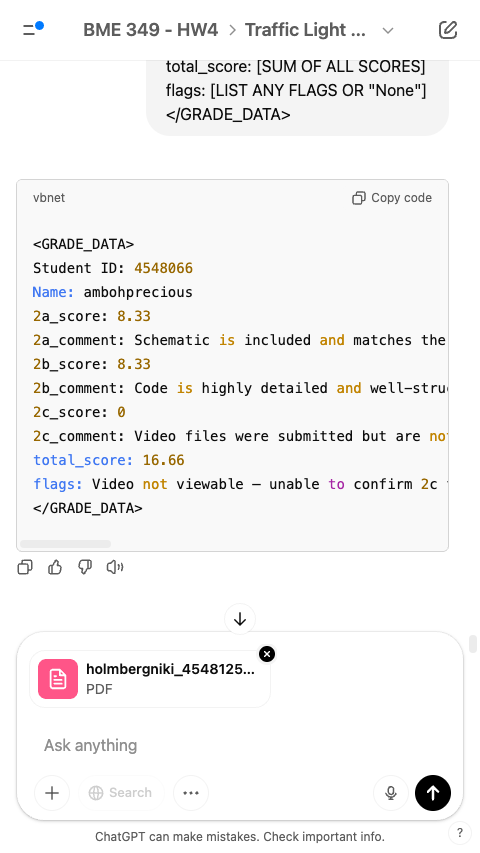 BME 349 - HW4 > Traffic Light ...
total_score: [SUM OF ALL SCORES]
flags: [LIST ANY FLAGS OR "None"]
</GRADE_DATA>
vbnet Copy code
<GRADE_DATA>
Student ID: 4548066
Name: ambohprecious
2a_score: 8.33
2a_comment: Schematic is included and matches the
2b_score: 8.33
2b_comment: Code is highly detailed and well-stru
2c_score: 0
2c_comment: Video files were submitted but are not
total_score: 16.66
flags: Video not viewable — unable to confirm 2c
</GRADE_DATA>
holmbergniki_4548125...
PDF
Ask anything
Search
ChatGPT can make mistakes. Check important info.
?